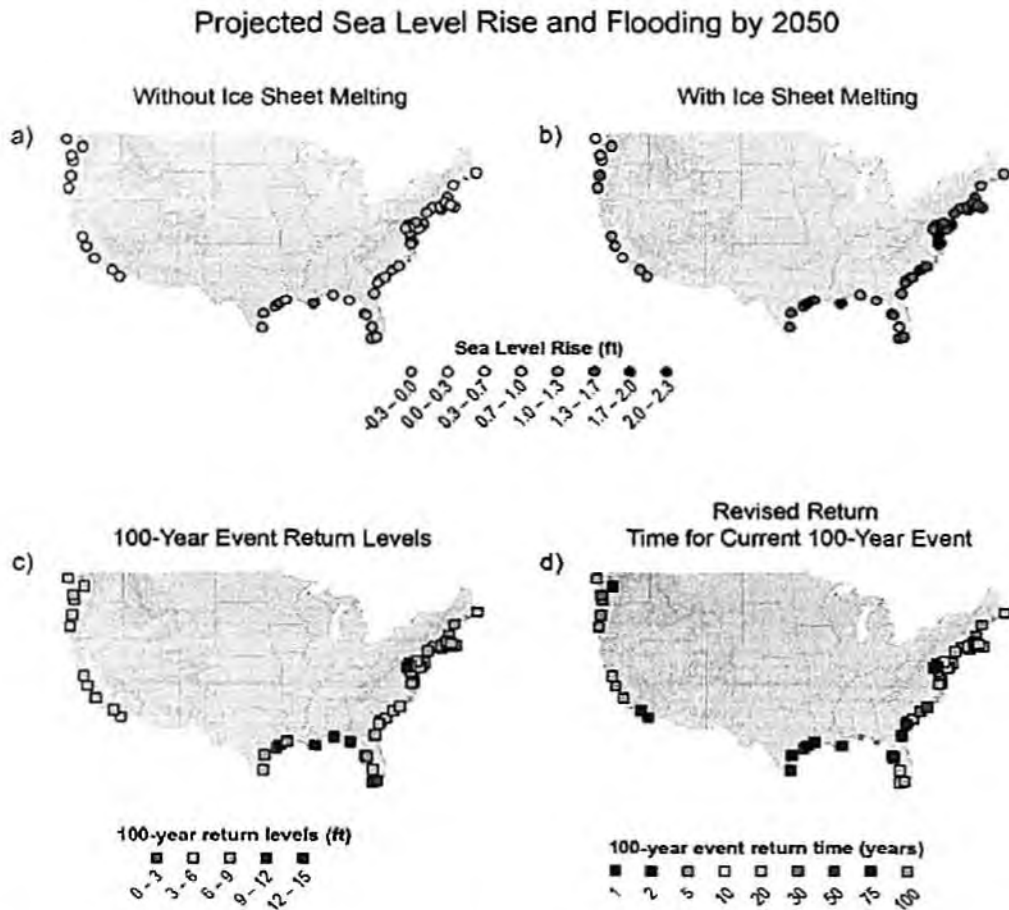 Projected Sea Level Rise and Flooding by 2050
Without Ice Sheet Melting
With Ice Sheet Melting
a)
b)
Sea Level Rise (ft)
-0.3 – 0.0
0.0 – 0.3
0.3 – 0.7
0.7 – 1.0
1.0 – 1.3
1.3 – 1.7
1.7 – 2.0
2.0 – 2.3
100-Year Event Return Levels
Revised Return
Time for Current 100-Year Event
c)
d)
100-year return levels (ft)
0 – 3
3 – 6
6 – 9
9 – 12
12 – 15
100-year event return time (years)
1
2
5
10
20
30
50
75
100